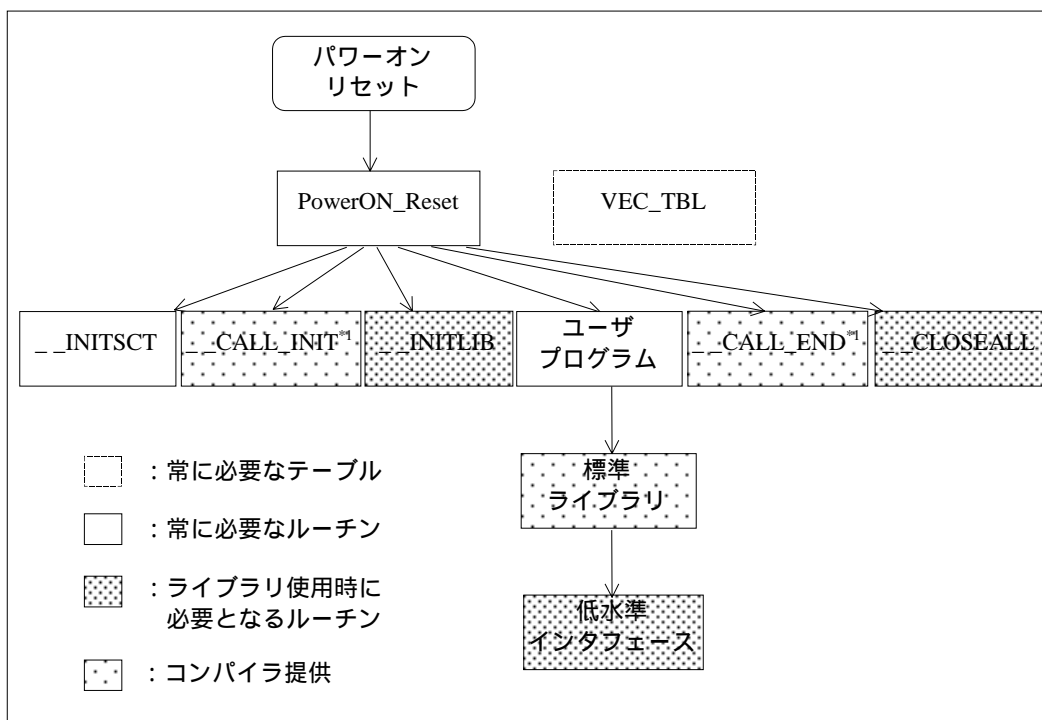 パワーオン
リセット
PowerON_Reset
VEC_TBL
_ _INITSCT
_ _CALL_INIT*1
_ _INITLIB
ユーザ
プログラム
_ _CALL_END*1
_ _CLOSEALL
標準
ライブラリ
低水準
インタフェース
：常に必要なテーブル
：常に必要なルーチン
：ライブラリ使用時に
必要となるルーチン
：コンパイラ提供